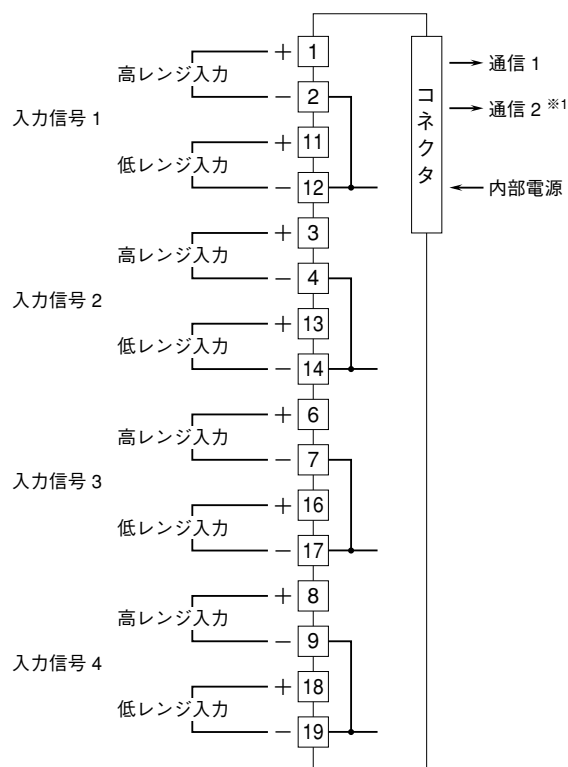 + 1
高レンジ入力
− 2
入力信号 1
+ 11
低レンジ入力
− 12
+ 3
高レンジ入力
− 4
入力信号 2
+ 13
低レンジ入力
− 14
+ 6
高レンジ入力
− 7
入力信号 3
+ 16
低レンジ入力
− 17
+ 8
高レンジ入力
− 9
入力信号 4
+ 18
低レンジ入力
− 19
コネクタ
通信 1
通信 2 ※1
内部電源